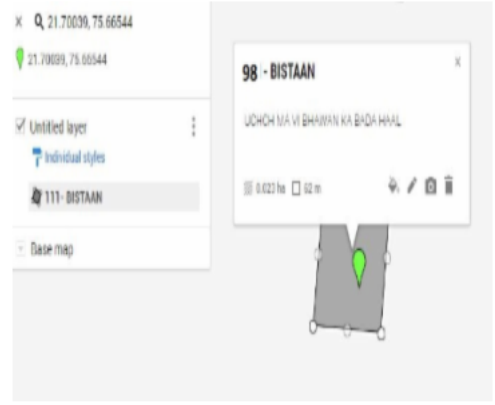 21.70039, 75.66544
21.70039, 75.66544
Untitled layer
Individual styles
111- BISTAAN
Base map
98 - BISTAAN
UCHCH MA VI BHAWAN KA BADA HAAL
0.023 ha 62 m